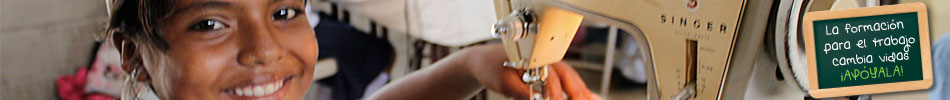 SINGER
La formación
para el trabajo
cambia vidas
¡APÓYALA!